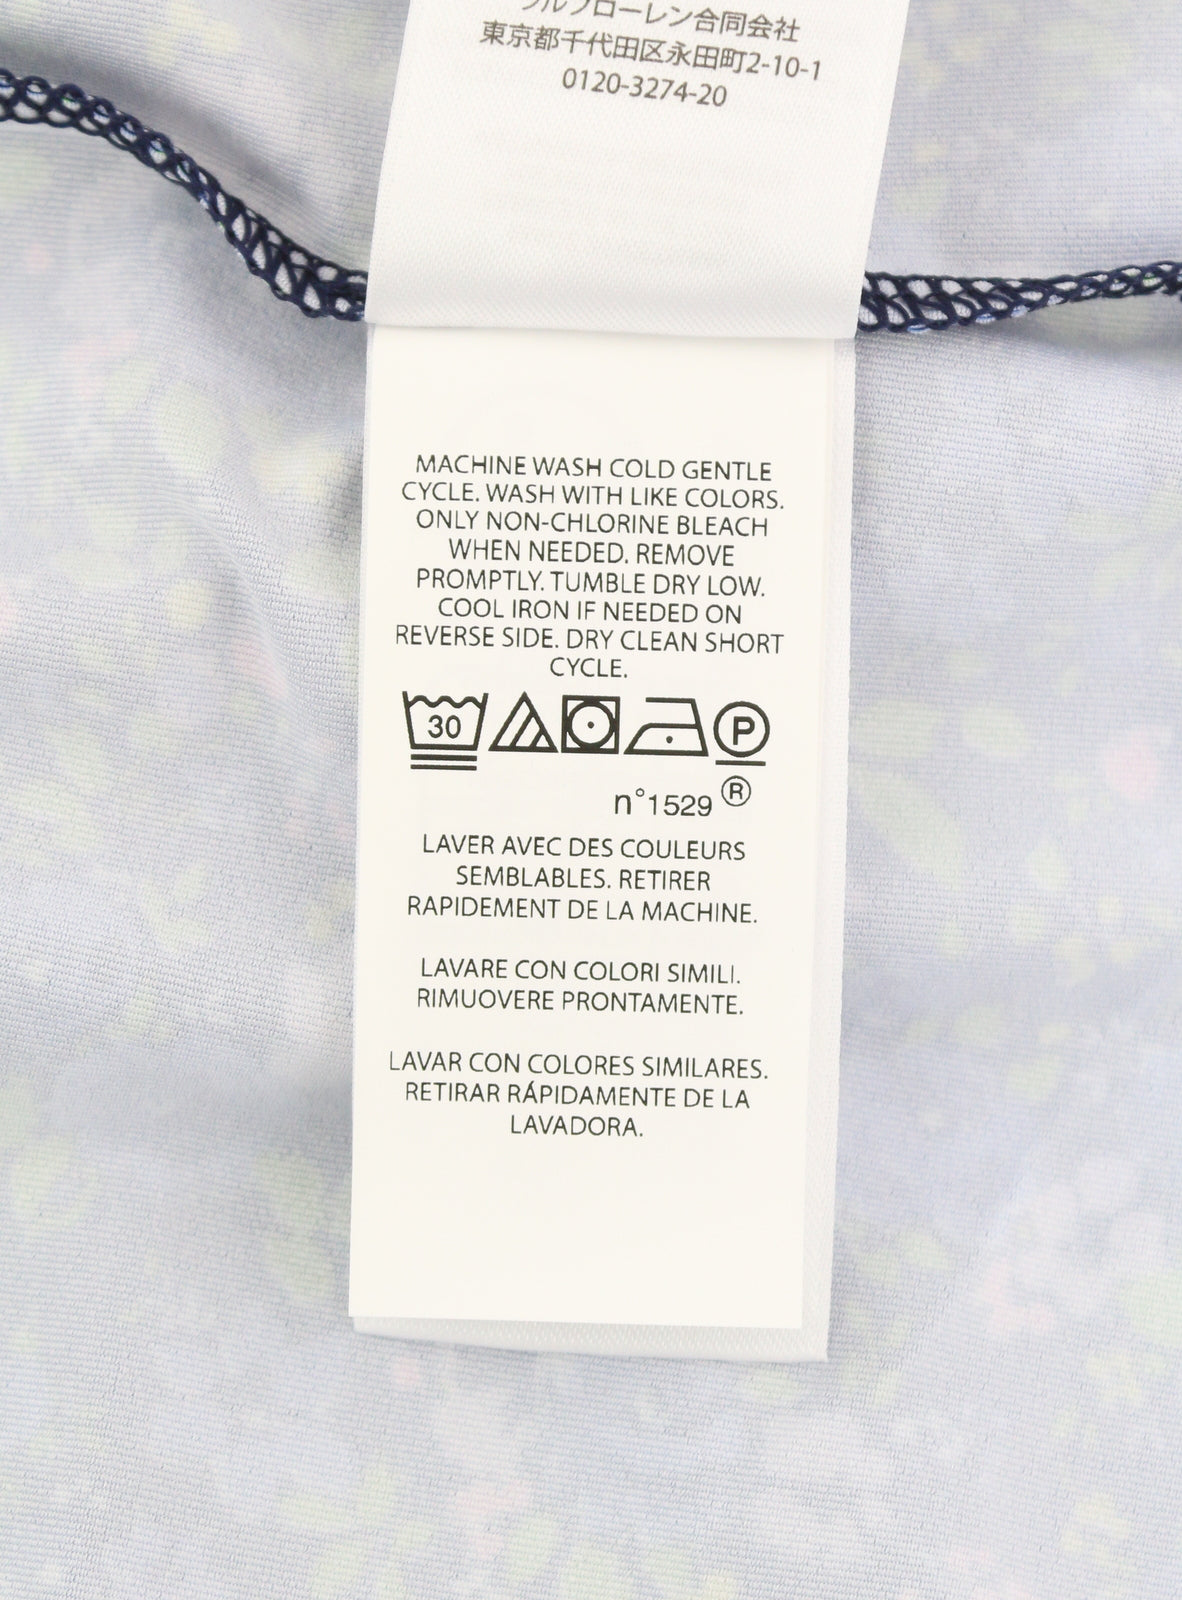 ラルフローレン合同会社
東京都千代田区永田町2-10-1
0120-3274-20
MACHINE WASH COLD GENTLE
CYCLE. WASH WITH LIKE COLORS.
ONLY NON-CHLORINE BLEACH
WHEN NEEDED. REMOVE
PROMPTLY. TUMBLE DRY LOW.
COOL IRON IF NEEDED ON
REVERSE SIDE. DRY CLEAN SHORT
CYCLE.
30 P
n°1529 ®
LAVER AVEC DES COULEURS
SEMBLABLES. RETIRER
RAPIDEMENT DE LA MACHINE.
LAVARE CON COLORI SIMILI.
RIMUOVERE PRONTAMENTE.
LAVAR CON COLORES SIMILARES.
RETIRAR RÁPIDAMENTE DE LA
LAVADORA.